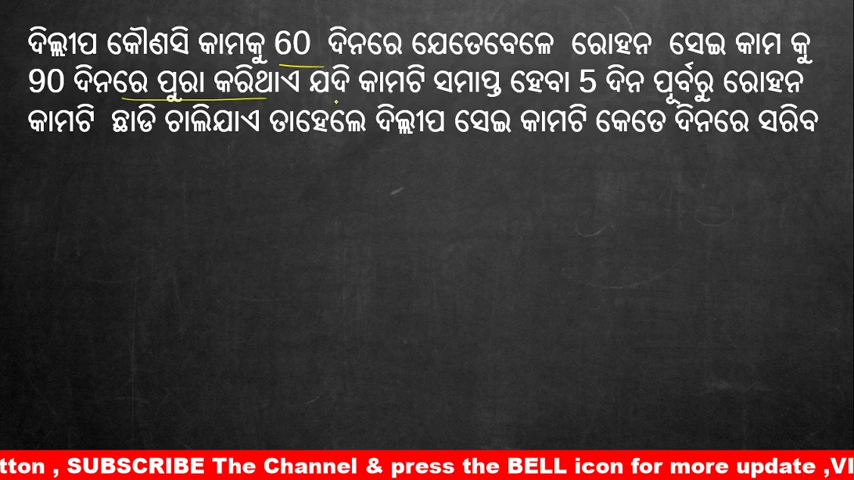 ଦିଲ୍ଲୀପ କୌଣସି କାମକୁ 60 ଦିନରେ ଯେତେବେଳେ ରୋହନ ସେଇ କାମ କୁ
90 ଦିନରେ ପୁରା କରିଥାଏ ଯଦି କାମଟି ସମାପ୍ତ ହେବା 5 ଦିନ ପୂର୍ବରୁ ରୋହନ
କାମଟି ଛାଡି ଚାଲିଯାଏ ତାହେଲେ ଦିଲ୍ଲୀପ ସେଇ କାମଟି କେତେ ଦିନରେ ସରିବ
tton , SUBSCRIBE The Channel & press the BELL icon for more update ,VI